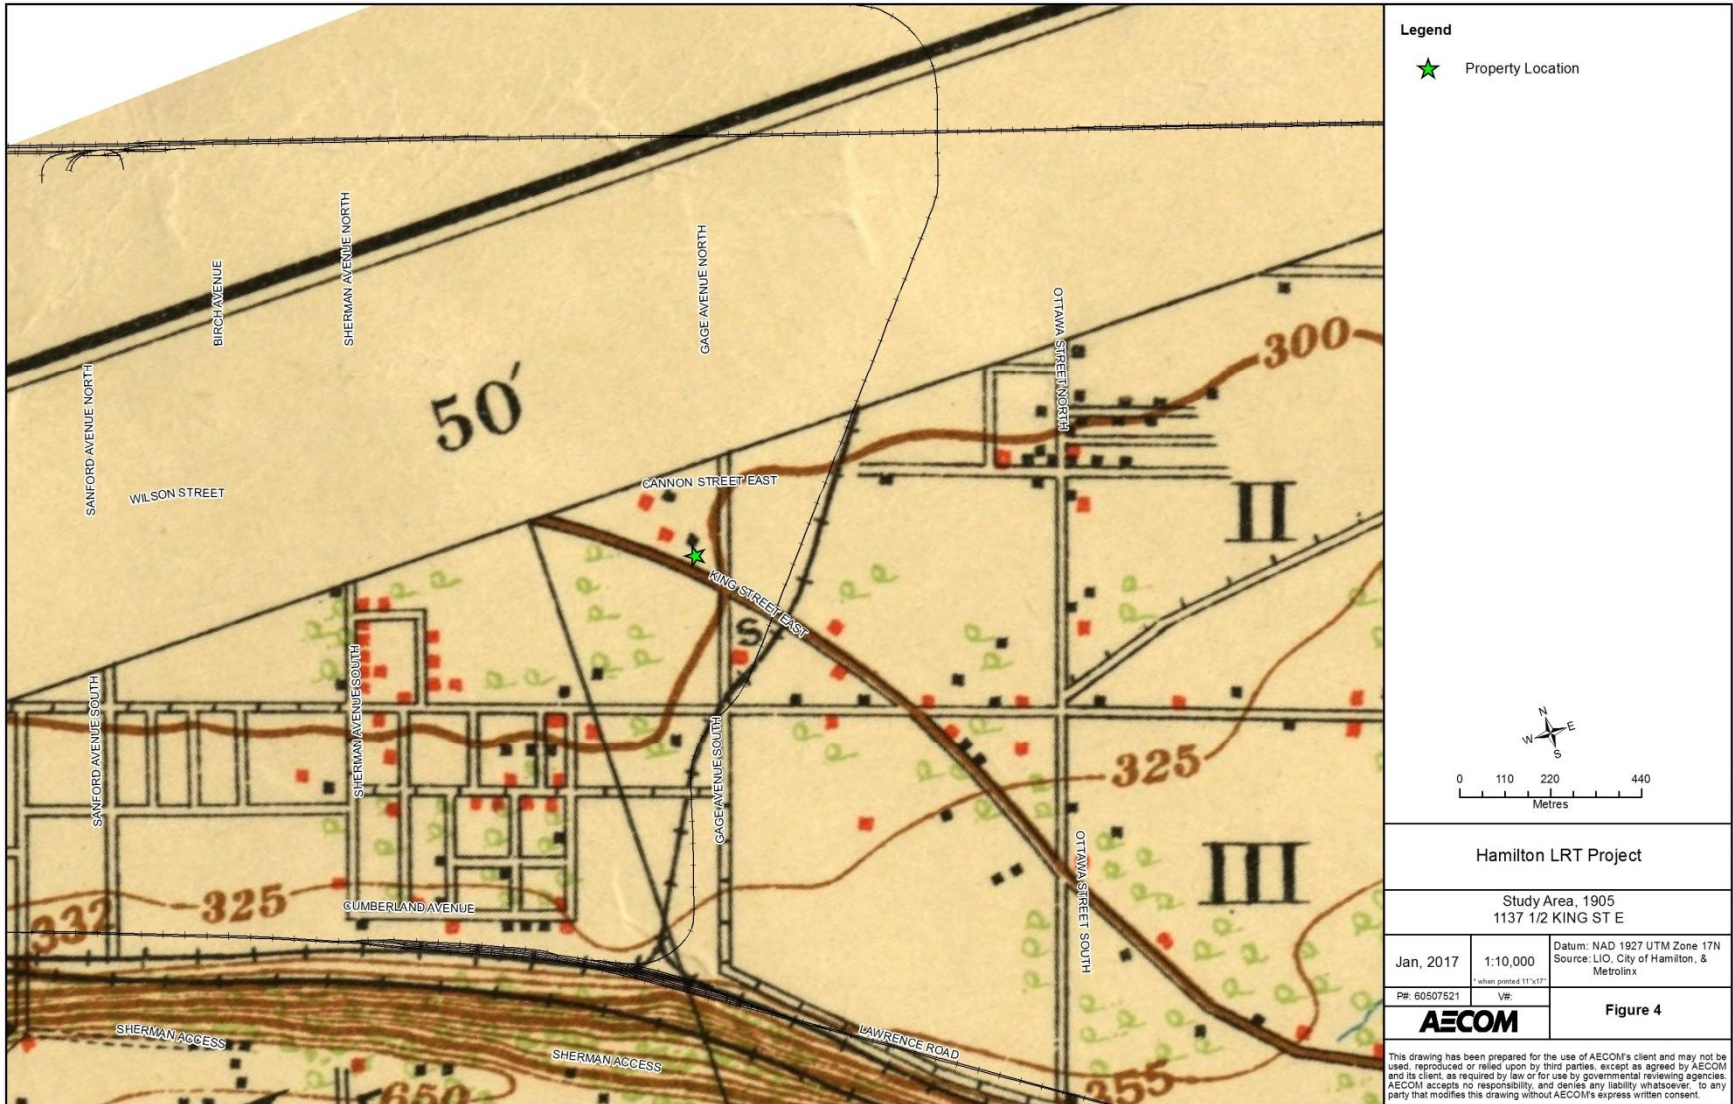 SANFORD AVENUE NORTH
BIRCH AVENUE
SHERMAN AVENUE NORTH
GAGE AVENUE NORTH
OTTAWA STREET NORTH
300
50'
WILSON STREET
CANNON STREET EAST
II
KING STREET EAST
S
SANFORD AVENUE SOUTH
SHERMAN AVENUE SOUTH
GAGE AVENUE SOUTH
325
OTTAWA STREET SOUTH
III
332
325
CUMBERLAND AVENUE
SHERMAN ACCESS
SHERMAN ACCESS
LAWRENCE ROAD
650
355
Legend
Property Location
N
W E
S
0 110 220 440
Metres
Hamilton LRT Project
Study Area, 1905
1137 1/2 KING ST E
Jan, 2017
1:10,000
* when printed 11"x17"
Datum: NAD 1927 UTM Zone 17N
Source: LIO, City of Hamilton, &
Metrolinx
P#: 60507521
V#:
AECOM
Figure 4
This drawing has been prepared for the use of AECOM's client and may not be
used, reproduced or relied upon by third parties, except as agreed by AECOM
and its client, as required by law or for use by governmental reviewing agencies.
AECOM accepts no responsibility, and denies any liability whatsoever, to any
party that modifies this drawing without AECOM's express written consent.